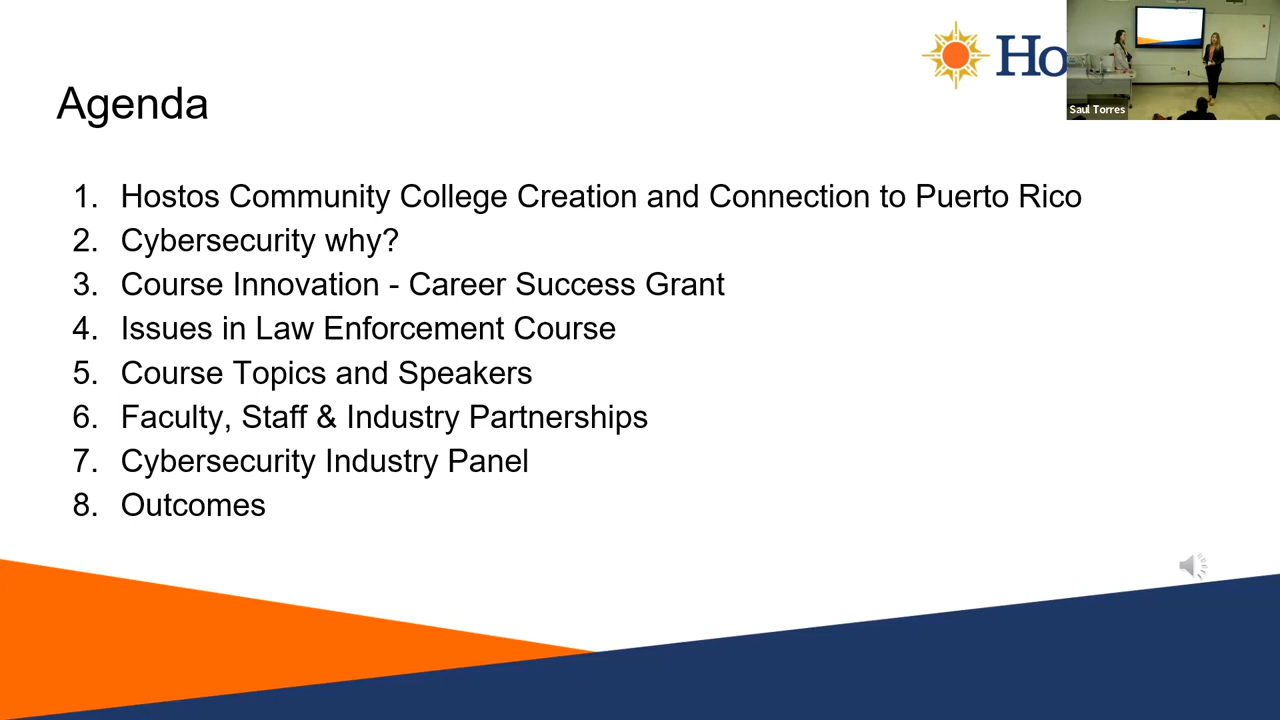 Ho
Saul Torres
Agenda
1. Hostos Community College Creation and Connection to Puerto Rico
2. Cybersecurity why?
3. Course Innovation - Career Success Grant
4. Issues in Law Enforcement Course
5. Course Topics and Speakers
6. Faculty, Staff & Industry Partnerships
7. Cybersecurity Industry Panel
8. Outcomes